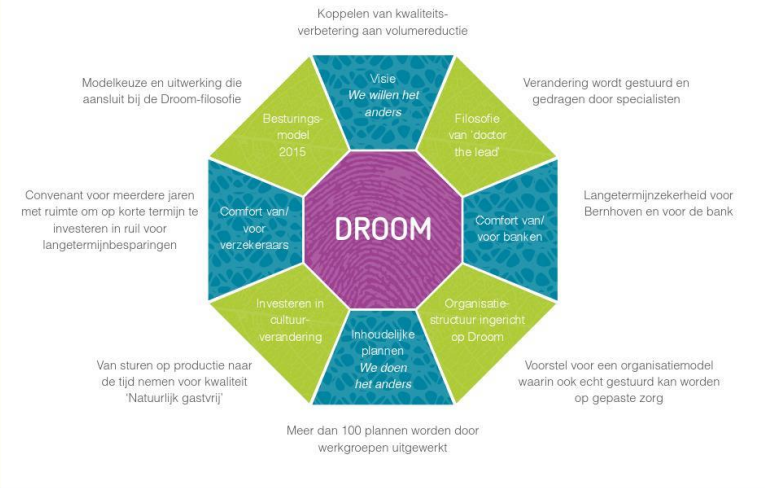 Koppelen van kwaliteits-
verbetering aan volumereductie
Visie
We willen het
anders
Verandering wordt gestuurd en
gedragen door specialisten
Filosofie
van 'doctor
the lead'
Langetermijnzekerheid voor
Bernhoven en voor de bank
Comfort van/
voor banken
Voorstel voor een organisatiemodel
waarin ook echt gestuurd kan worden
op gepaste zorg
Organisatie-
structuur ingericht
op Droom
Inhoudelijke
plannen
We doen
het anders
Meer dan 100 plannen worden door
werkgroepen uitgewerkt
Investeren in
cultuur-
verandering
Van sturen op productie naar
de tijd nemen voor kwaliteit
'Natuurlijk gastvrij'
Comfort van/
voor
verzekeraars
Convenant voor meerdere jaren
met ruimte om op korte termijn te
investeren in ruil voor
langetermijnbesparingen
Besturings-
model
2015
Modelkeuze en uitwerking die
aansluit bij de Droom-filosofie
DROOM